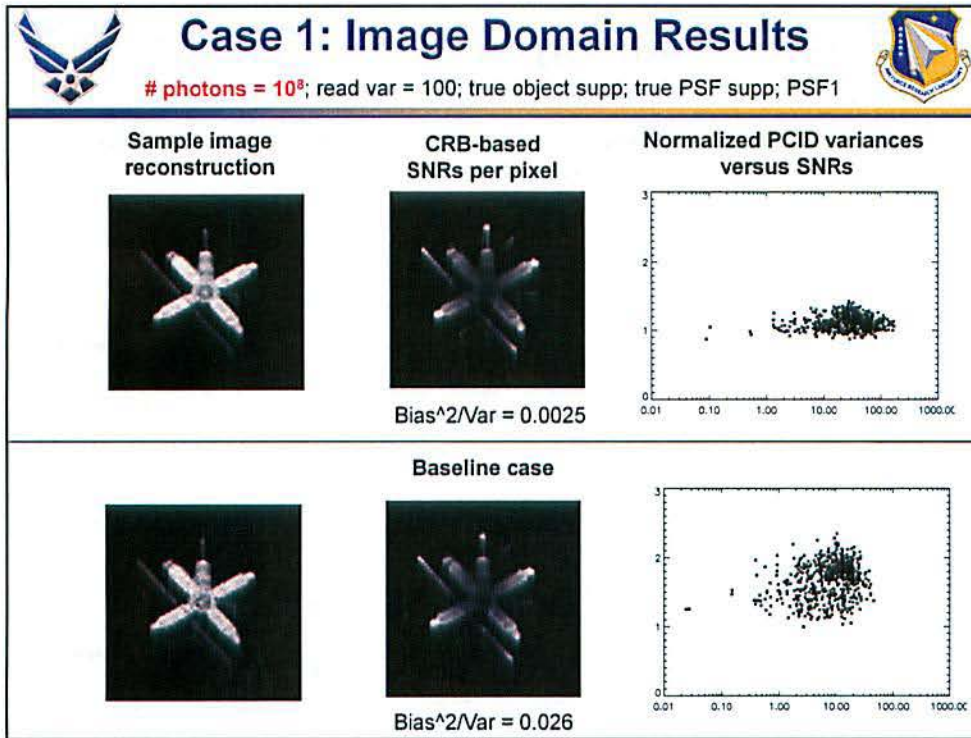 Case 1: Image Domain Results
# photons = 10⁸; read var = 100; true object supp; true PSF supp; PSF1
Sample image
reconstruction
CRB-based
SNRs per pixel
Normalized PCID variances
versus SNRs
3
2
1
0
0.01 0.10 1.00 10.00 100.00 1000.00
Bias^2/Var = 0.0025
Baseline case
3
2
1
0
0.01 0.10 1.00 10.00 100.00 1000.00
Bias^2/Var = 0.026